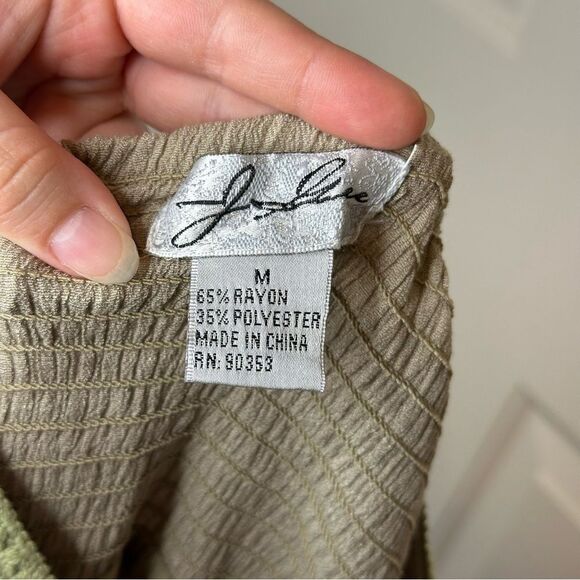 M
65% RAYON
35% POLYESTER
MADE IN CHINA
RN: 90353